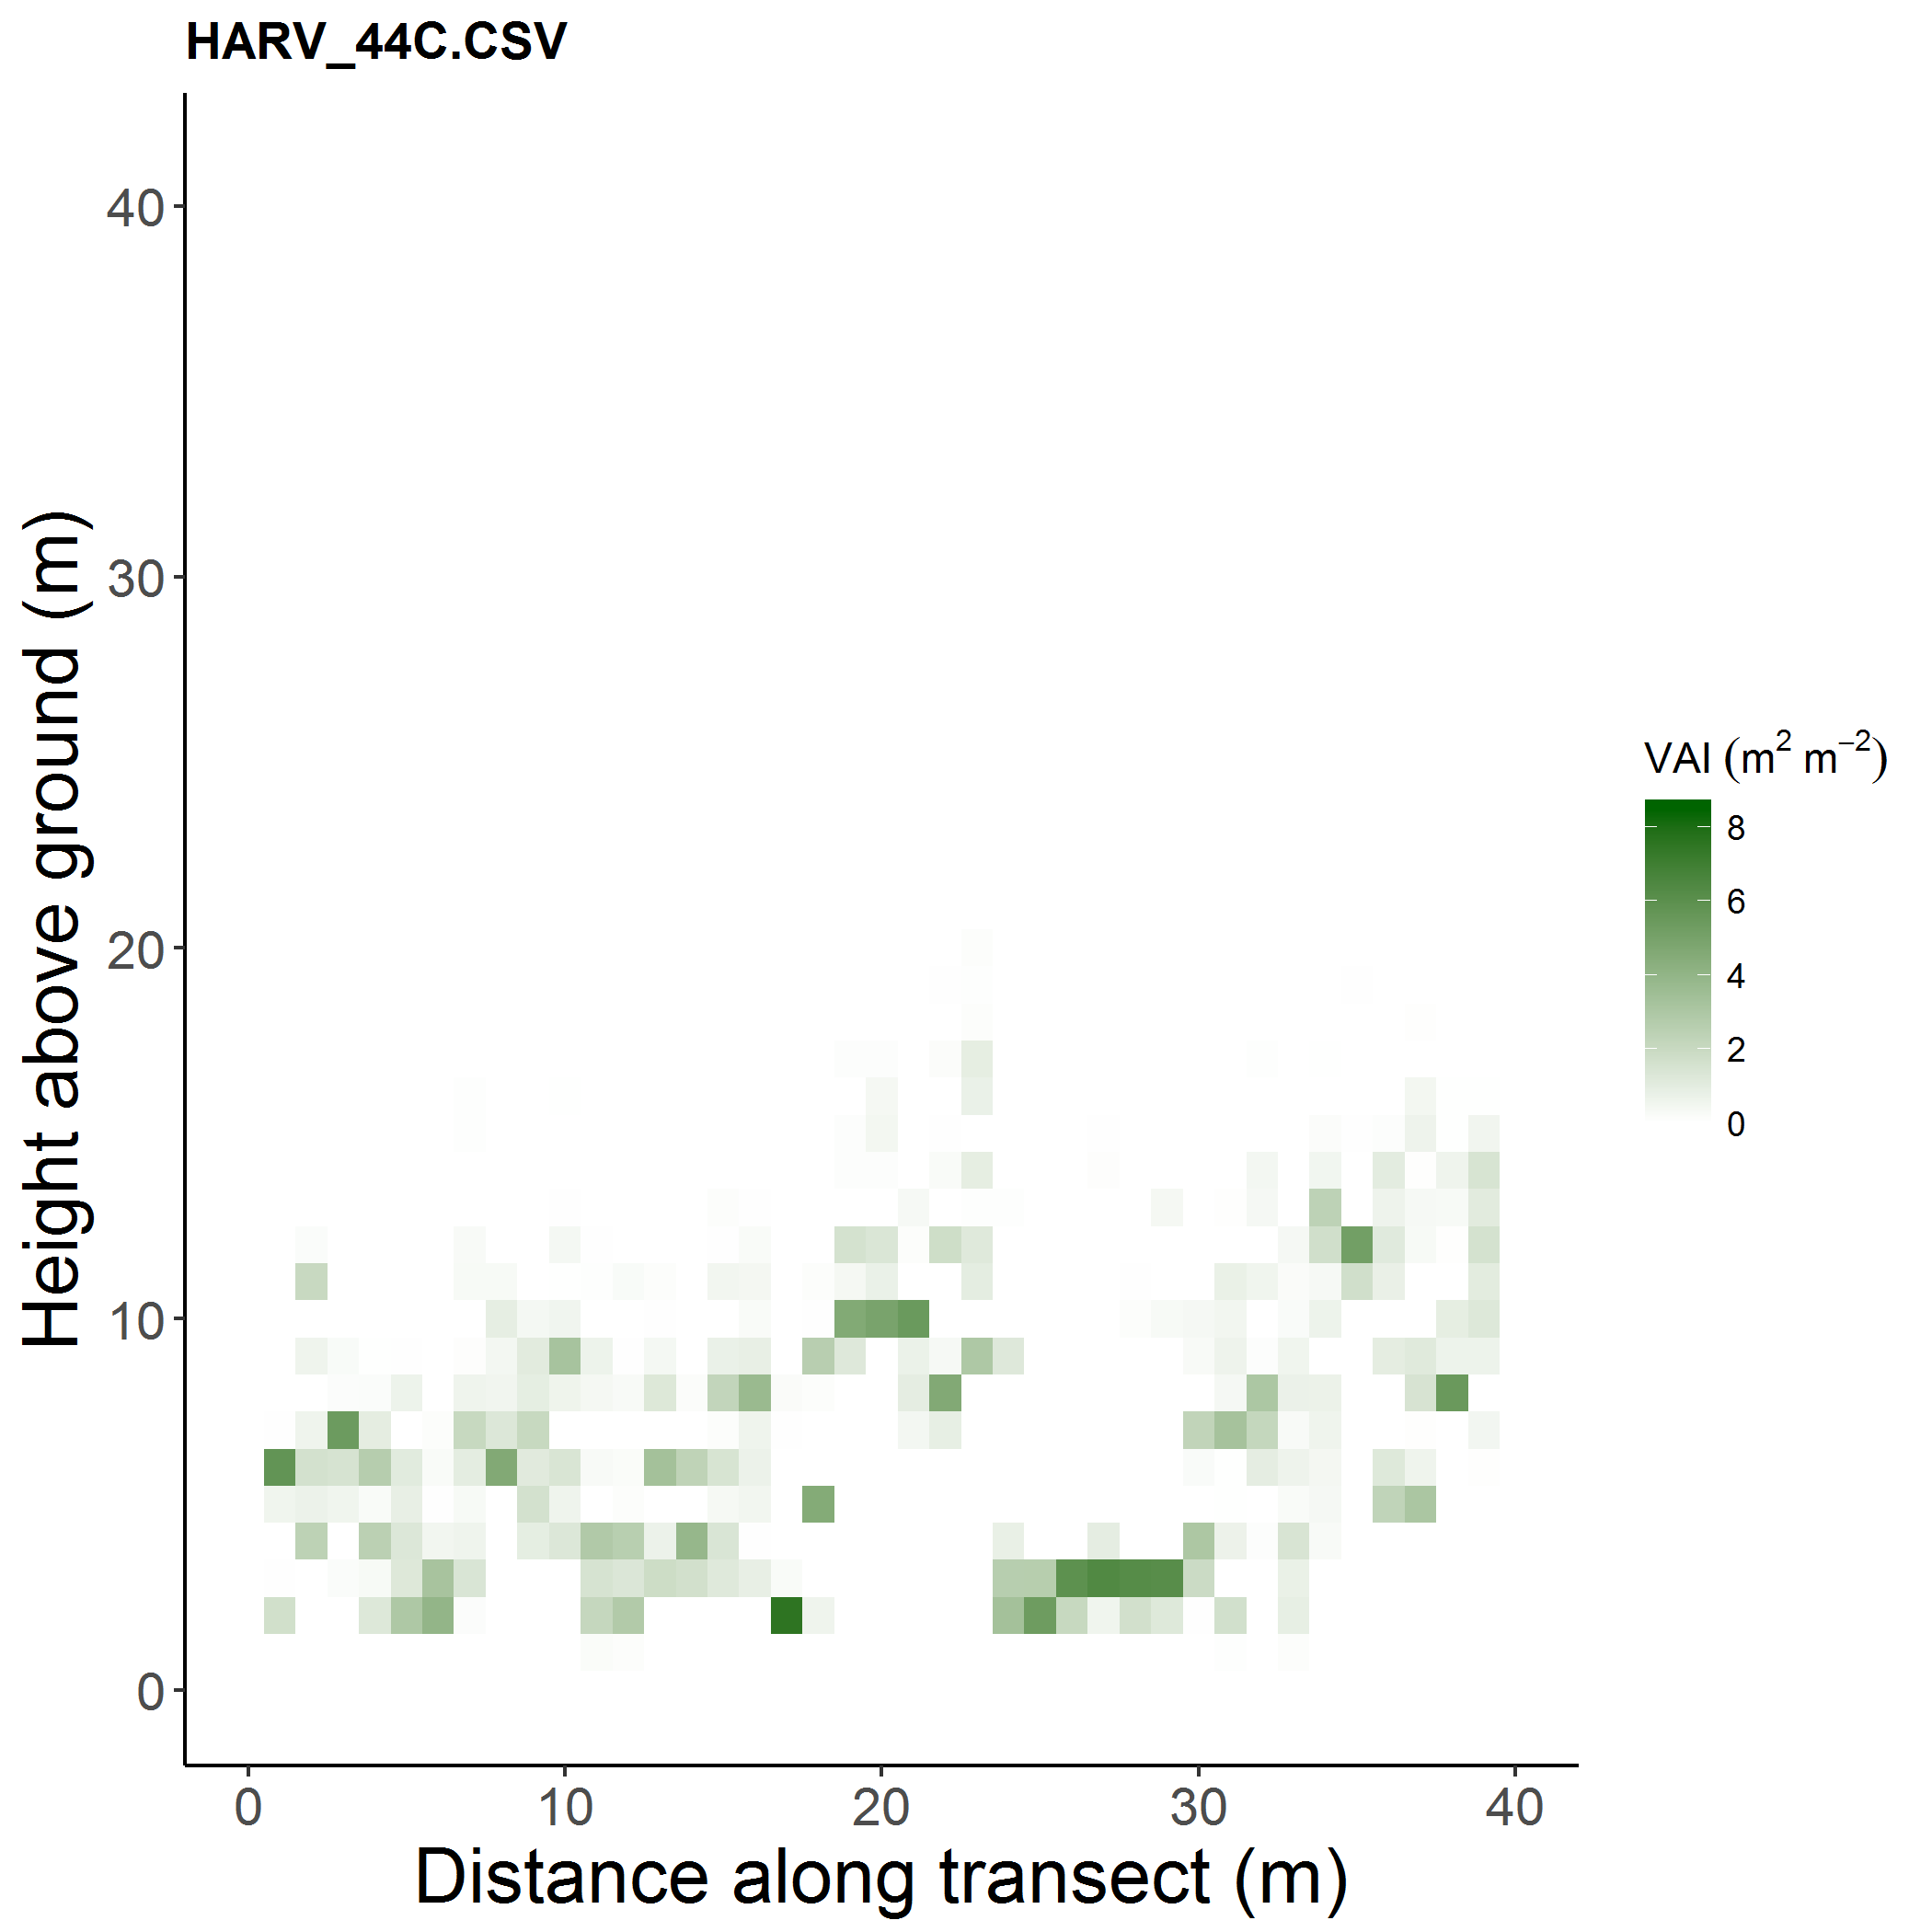 HARV_44C.CSV
40
30
20
10
0
Height above ground (m)
0 10 20 30 40
Distance along transect (m)
VAI (m² m⁻²)
8
6
4
2
0